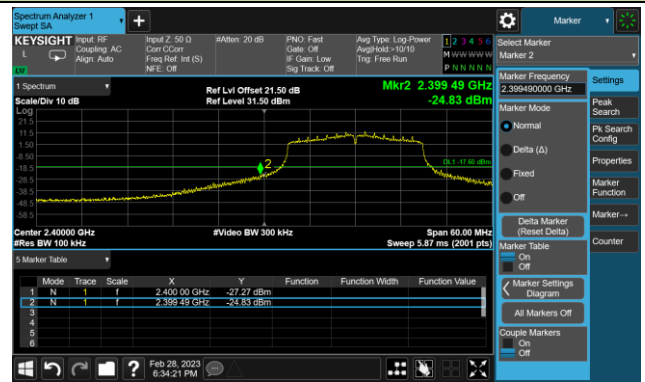 Spectrum Analyzer 1
Swept SA
Marker
KEYSIGHT Input: RF Input Z: 50 Ω #Atten: 20 dB PNO: Fast Avg Type: Log-Power 1 2 3 4 5 6
L Coupling: AC Corr CCorr Gate: Off Avg|Hold:>10/10 M W W W W W
Align: Auto Freq Ref: Int (S) IF Gain: Low Trig: Free Run
NFE: Off Sig Track: Off P N N N N N
LXI
Select Marker
Marker 2
1 Spectrum
Ref Lvl Offset 21.50 dB Mkr2 2.399 49 GHz
Scale/Div 10 dB Ref Level 31.50 dBm -24.83 dBm
Log
21.5
11.5
1.50
-8.50
-18.5
-28.5
-38.5
-48.5
-58.5
2
DL1 -17.60 dBm
Center 2.40000 GHz #Video BW 300 kHz Span 60.00 MHz
#Res BW 100 kHz Sweep 5.87 ms (2001 pts)
5 Marker Table
Mode Trace Scale X Y Function Function Width Function Value
1 N 1 f 2.400 00 GHz -27.27 dBm
2 N 1 f 2.399 49 GHz -24.83 dBm
3
4
5
6
Marker Frequency
2.399490000 GHz
Marker Mode
Normal
Delta (Δ)
Fixed
Off
Delta Marker
(Reset Delta)
Marker Table
On
Off
Marker Settings
Diagram
All Markers Off
Couple Markers
On
Off
Settings
Peak
Search
Pk Search
Config
Properties
Marker
Function
Marker→
Counter
?
Feb 28, 2023
6:34:21 PM